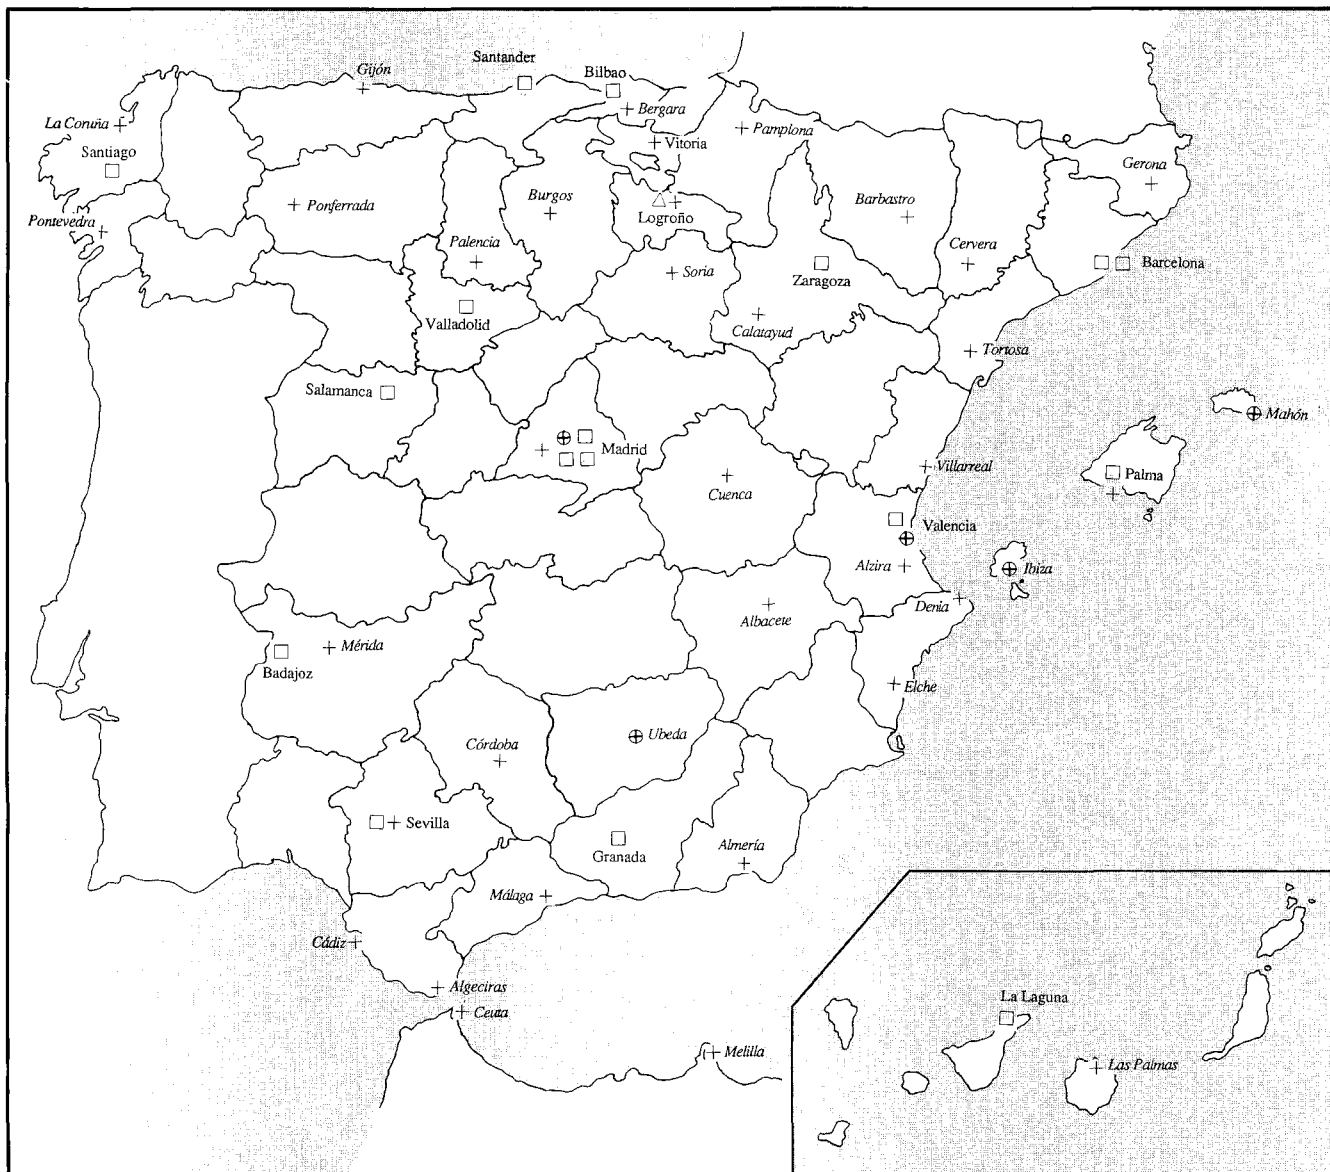 Santander
Gijón
Bilbao
Bergara
La Coruña
Pamplona
Vitoria
Santiago
Gerona
Ponferrada
Burgos
Barbastro
Logroño
Pontevedra
Palencia
Cervera
Soria
Zaragoza
Barcelona
Valladolid
Calatayud
Tortosa
Salamanca
Mahón
Madrid
Villarreal
Palma
Cuenca
Valencia
Alzira
Ibiza
Denia
Albacete
Mérida
Badajoz
Elche
Ubeda
Córdoba
Sevilla
Granada
Almería
Málaga
Cádiz
Algeciras
La Laguna
Ceuta
Melilla
Las Palmas